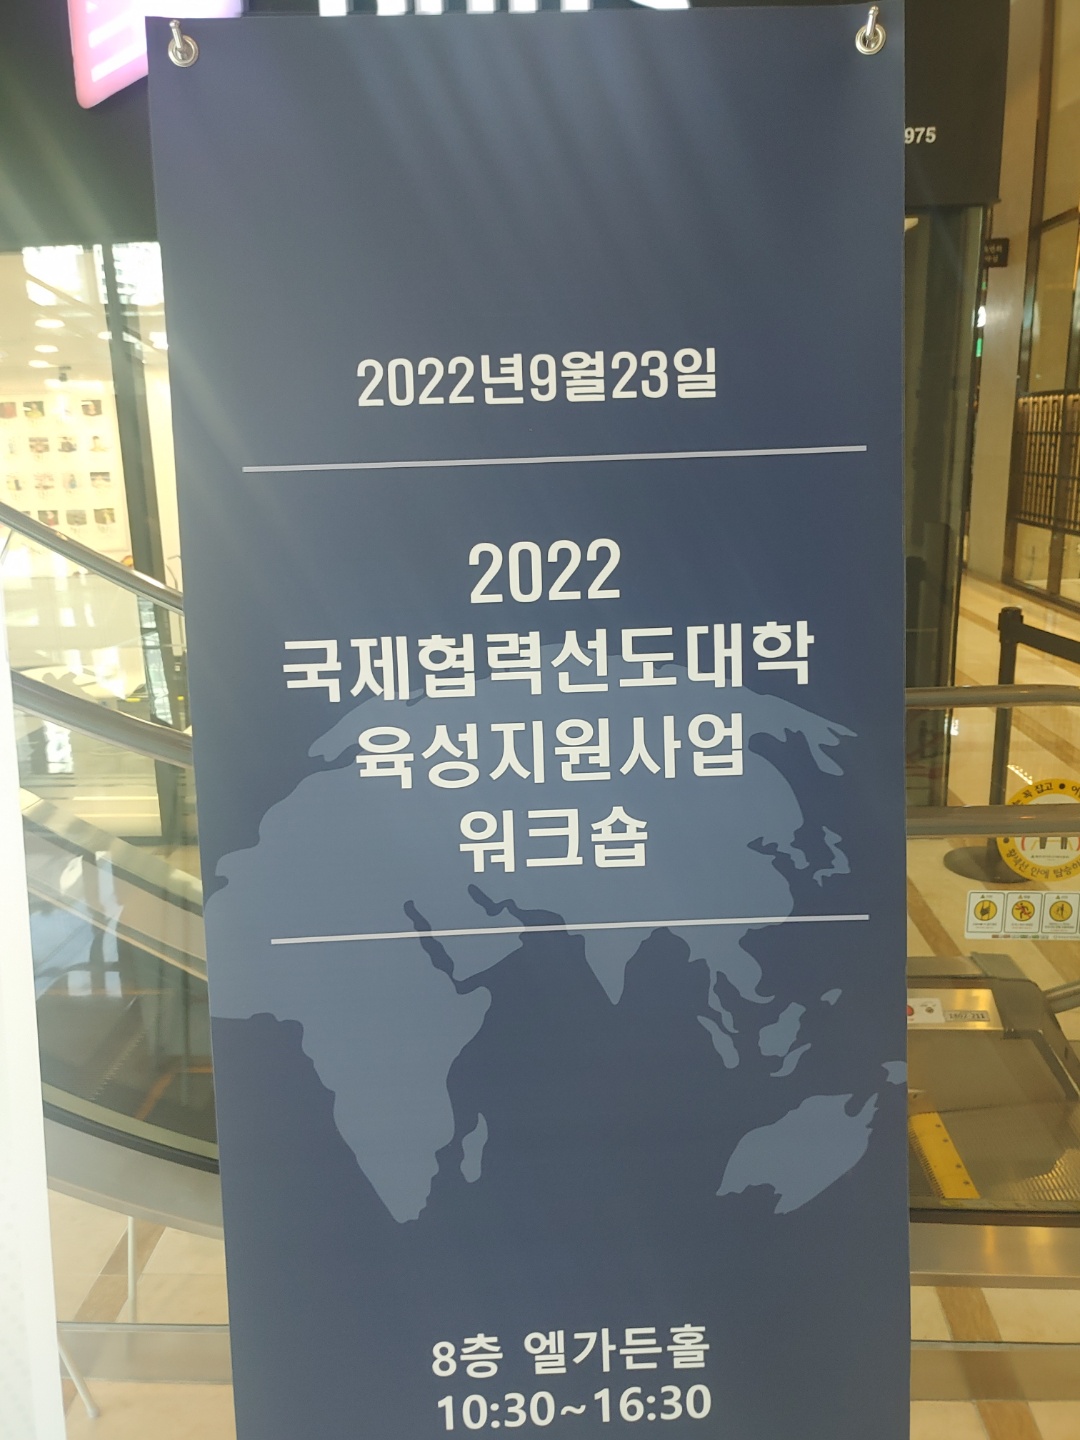 975
2022년9월23일
2022
국제협력선도대학
육성지원사업
워크숍
8층 엘가든홀
10:30~16:30